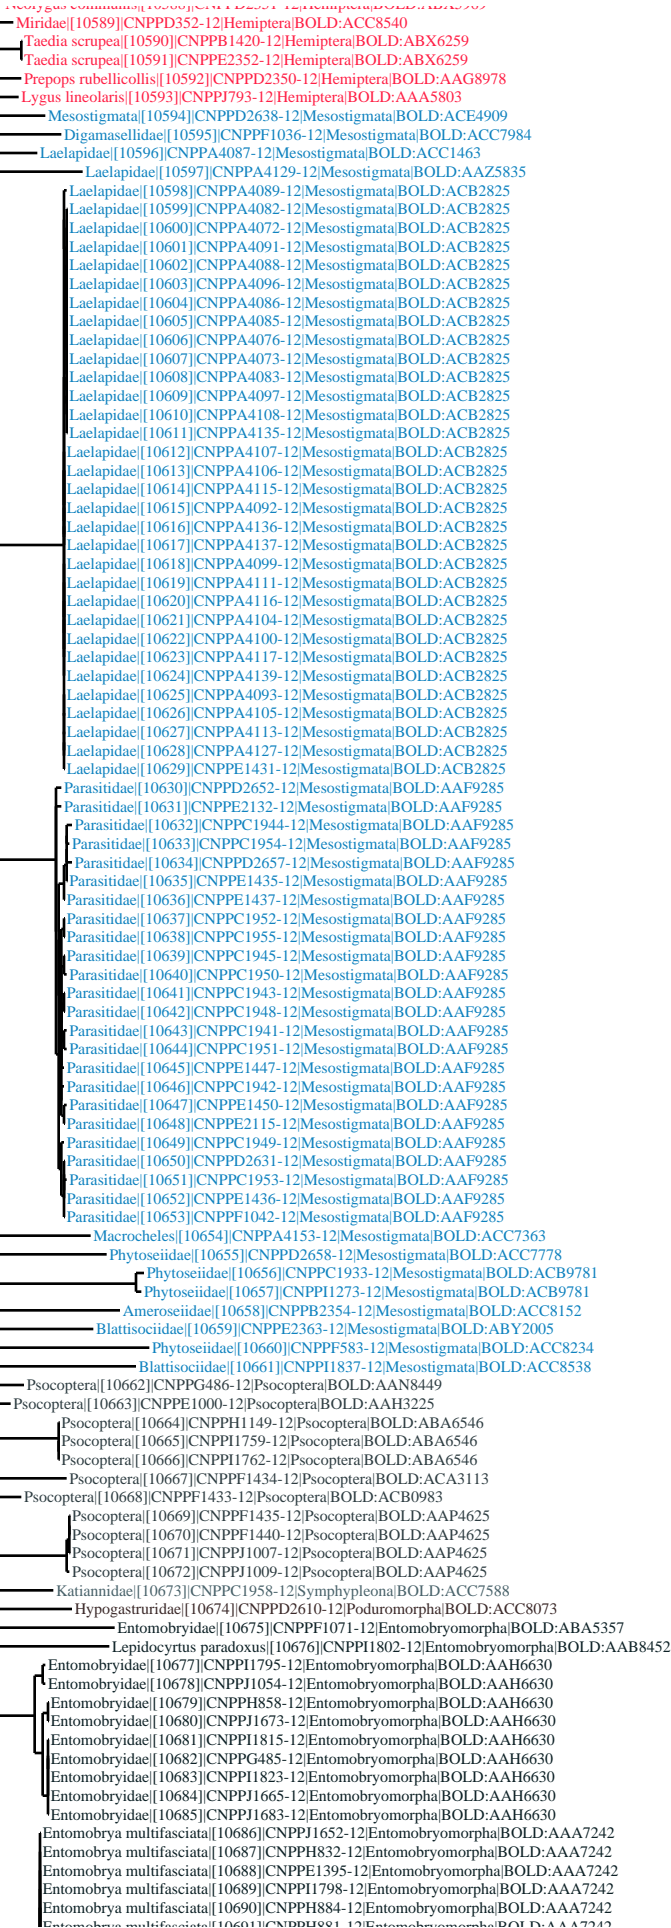 Miridae|[10589]|CNPPD352-12|Hemiptera|BOLD:ACC8540
Taedia scrupea|[10590]|CNPPB1420-12|Hemiptera|BOLD:ABX6259
Taedia scrupea|[10591]|CNPPE2352-12|Hemiptera|BOLD:ABX6259
Prepops rubellicollis|[10592]|CNPPD2350-12|Hemiptera|BOLD:AAG8978
Lygus lineolaris|[10593]|CNPPJ793-12|Hemiptera|BOLD:AAA5803
Mesostigmata|[10594]|CNPPD2638-12|Mesostigmata|BOLD:ACE4909
Digamasellidae|[10595]|CNPPF1036-12|Mesostigmata|BOLD:ACC7984
Laelapidae|[10596]|CNPPA4087-12|Mesostigmata|BOLD:ACC1463
Laelapidae|[10597]|CNPPA4129-12|Mesostigmata|BOLD:AAZ5835
Laelapidae|[10598]|CNPPA4089-12|Mesostigmata|BOLD:ACB2825
Laelapidae|[10599]|CNPPA4082-12|Mesostigmata|BOLD:ACB2825
Laelapidae|[10600]|CNPPA4072-12|Mesostigmata|BOLD:ACB2825
Laelapidae|[10601]|CNPPA4091-12|Mesostigmata|BOLD:ACB2825
Laelapidae|[10602]|CNPPA4088-12|Mesostigmata|BOLD:ACB2825
Laelapidae|[10603]|CNPPA4096-12|Mesostigmata|BOLD:ACB2825
Laelapidae|[10604]|CNPPA4086-12|Mesostigmata|BOLD:ACB2825
Laelapidae|[10605]|CNPPA4085-12|Mesostigmata|BOLD:ACB2825
Laelapidae|[10606]|CNPPA4076-12|Mesostigmata|BOLD:ACB2825
Laelapidae|[10607]|CNPPA4073-12|Mesostigmata|BOLD:ACB2825
Laelapidae|[10608]|CNPPA4083-12|Mesostigmata|BOLD:ACB2825
Laelapidae|[10609]|CNPPA4097-12|Mesostigmata|BOLD:ACB2825
Laelapidae|[10610]|CNPPA4108-12|Mesostigmata|BOLD:ACB2825
Laelapidae|[10611]|CNPPA4135-12|Mesostigmata|BOLD:ACB2825
Laelapidae|[10612]|CNPPA4107-12|Mesostigmata|BOLD:ACB2825
Laelapidae|[10613]|CNPPA4106-12|Mesostigmata|BOLD:ACB2825
Laelapidae|[10614]|CNPPA4115-12|Mesostigmata|BOLD:ACB2825
Laelapidae|[10615]|CNPPA4092-12|Mesostigmata|BOLD:ACB2825
Laelapidae|[10616]|CNPPA4136-12|Mesostigmata|BOLD:ACB2825
Laelapidae|[10617]|CNPPA4137-12|Mesostigmata|BOLD:ACB2825
Laelapidae|[10618]|CNPPA4099-12|Mesostigmata|BOLD:ACB2825
Laelapidae|[10619]|CNPPA4111-12|Mesostigmata|BOLD:ACB2825
Laelapidae|[10620]|CNPPA4116-12|Mesostigmata|BOLD:ACB2825
Laelapidae|[10621]|CNPPA4104-12|Mesostigmata|BOLD:ACB2825
Laelapidae|[10622]|CNPPA4100-12|Mesostigmata|BOLD:ACB2825
Laelapidae|[10623]|CNPPA4117-12|Mesostigmata|BOLD:ACB2825
Laelapidae|[10624]|CNPPA4139-12|Mesostigmata|BOLD:ACB2825
Laelapidae|[10625]|CNPPA4093-12|Mesostigmata|BOLD:ACB2825
Laelapidae|[10626]|CNPPA4105-12|Mesostigmata|BOLD:ACB2825
Laelapidae|[10627]|CNPPA4113-12|Mesostigmata|BOLD:ACB2825
Laelapidae|[10628]|CNPPA4127-12|Mesostigmata|BOLD:ACB2825
Laelapidae|[10629]|CNPPE1431-12|Mesostigmata|BOLD:ACB2825
Parasitidae|[10630]|CNPPD2652-12|Mesostigmata|BOLD:AAF9285
Parasitidae|[10631]|CNPPE2132-12|Mesostigmata|BOLD:AAF9285
Parasitidae|[10632]|CNPPC1944-12|Mesostigmata|BOLD:AAF9285
Parasitidae|[10633]|CNPPC1954-12|Mesostigmata|BOLD:AAF9285
Parasitidae|[10634]|CNPPD2657-12|Mesostigmata|BOLD:AAF9285
Parasitidae|[10635]|CNPPE1435-12|Mesostigmata|BOLD:AAF9285
Parasitidae|[10636]|CNPPE1437-12|Mesostigmata|BOLD:AAF9285
Parasitidae|[10637]|CNPPC1952-12|Mesostigmata|BOLD:AAF9285
Parasitidae|[10638]|CNPPC1955-12|Mesostigmata|BOLD:AAF9285
Parasitidae|[10639]|CNPPC1945-12|Mesostigmata|BOLD:AAF9285
Parasitidae|[10640]|CNPPC1950-12|Mesostigmata|BOLD:AAF9285
Parasitidae|[10641]|CNPPC1943-12|Mesostigmata|BOLD:AAF9285
Parasitidae|[10642]|CNPPC1948-12|Mesostigmata|BOLD:AAF9285
Parasitidae|[10643]|CNPPC1941-12|Mesostigmata|BOLD:AAF9285
Parasitidae|[10644]|CNPPC1951-12|Mesostigmata|BOLD:AAF9285
Parasitidae|[10645]|CNPPE1447-12|Mesostigmata|BOLD:AAF9285
Parasitidae|[10646]|CNPPC1942-12|Mesostigmata|BOLD:AAF9285
Parasitidae|[10647]|CNPPE1450-12|Mesostigmata|BOLD:AAF9285
Parasitidae|[10648]|CNPPE2115-12|Mesostigmata|BOLD:AAF9285
Parasitidae|[10649]|CNPPC1949-12|Mesostigmata|BOLD:AAF9285
Parasitidae|[10650]|CNPPD2631-12|Mesostigmata|BOLD:AAF9285
Parasitidae|[10651]|CNPPC1953-12|Mesostigmata|BOLD:AAF9285
Parasitidae|[10652]|CNPPE1436-12|Mesostigmata|BOLD:AAF9285
Parasitidae|[10653]|CNPPF1042-12|Mesostigmata|BOLD:AAF9285
Macrocheles|[10654]|CNPPA4153-12|Mesostigmata|BOLD:ACC7363
Phytoseiidae|[10655]|CNPPD2658-12|Mesostigmata|BOLD:ACC7778
Phytoseiidae|[10656]|CNPPC1933-12|Mesostigmata|BOLD:ACB9781
Phytoseiidae|[10657]|CNPPI1273-12|Mesostigmata|BOLD:ACB9781
Ameroseiidae|[10658]|CNPPB2354-12|Mesostigmata|BOLD:ACC8152
Blattisociidae|[10659]|CNPPE2363-12|Mesostigmata|BOLD:ABY2005
Phytoseiidae|[10660]|CNPPF583-12|Mesostigmata|BOLD:ACC8234
Blattisociidae|[10661]|CNPPI1837-12|Mesostigmata|BOLD:ACC8538
Psocoptera|[10662]|CNPPG486-12|Psocoptera|BOLD:AAN8449
Psocoptera|[10663]|CNPPE1000-12|Psocoptera|BOLD:AAH3225
Psocoptera|[10664]|CNPPH1149-12|Psocoptera|BOLD:ABA6546
Psocoptera|[10665]|CNPPI1759-12|Psocoptera|BOLD:ABA6546
Psocoptera|[10666]|CNPPI1762-12|Psocoptera|BOLD:ABA6546
Psocoptera|[10667]|CNPPF1434-12|Psocoptera|BOLD:ACA3113
Psocoptera|[10668]|CNPPF1433-12|Psocoptera|BOLD:ACB0983
Psocoptera|[10669]|CNPPF1435-12|Psocoptera|BOLD:AAP4625
Psocoptera|[10670]|CNPPF1440-12|Psocoptera|BOLD:AAP4625
Psocoptera|[10671]|CNPPJ1007-12|Psocoptera|BOLD:AAP4625
Psocoptera|[10672]|CNPPJ1009-12|Psocoptera|BOLD:AAP4625
Katiannidae|[10673]|CNPPC1958-12|Symphypleona|BOLD:ACC7588
Hypogastruridae|[10674]|CNPPD2610-12|Poduromorpha|BOLD:ACC8073
Entomobryidae|[10675]|CNPPF1071-12|Entomobryomorpha|BOLD:ABA5357
Lepidocyrtus paradoxus|[10676]|CNPPI1802-12|Entomobryomorpha|BOLD:AAB8452
Entomobryidae|[10677]|CNPPI1795-12|Entomobryomorpha|BOLD:AAH6630
Entomobryidae|[10678]|CNPPJ1054-12|Entomobryomorpha|BOLD:AAH6630
Entomobryidae|[10679]|CNPPH858-12|Entomobryomorpha|BOLD:AAH6630
Entomobryidae|[10680]|CNPPJ1673-12|Entomobryomorpha|BOLD:AAH6630
Entomobryidae|[10681]|CNPPI1815-12|Entomobryomorpha|BOLD:AAH6630
Entomobryidae|[10682]|CNPPG485-12|Entomobryomorpha|BOLD:AAH6630
Entomobryidae|[10683]|CNPPI1823-12|Entomobryomorpha|BOLD:AAH6630
Entomobryidae|[10684]|CNPPJ1665-12|Entomobryomorpha|BOLD:AAH6630
Entomobryidae|[10685]|CNPPJ1683-12|Entomobryomorpha|BOLD:AAH6630
Entomobrya multifasciata|[10686]|CNPPJ1652-12|Entomobryomorpha|BOLD:AAA7242
Entomobrya multifasciata|[10687]|CNPPH832-12|Entomobryomorpha|BOLD:AAA7242
Entomobrya multifasciata|[10688]|CNPPE1395-12|Entomobryomorpha|BOLD:AAA7242
Entomobrya multifasciata|[10689]|CNPPI1798-12|Entomobryomorpha|BOLD:AAA7242
Entomobrya multifasciata|[10690]|CNPPH884-12|Entomobryomorpha|BOLD:AAA7242
Entomobrya multifasciata|[10691]|CNPPH881-12|Entomobryomorpha|BOLD:AAA7242